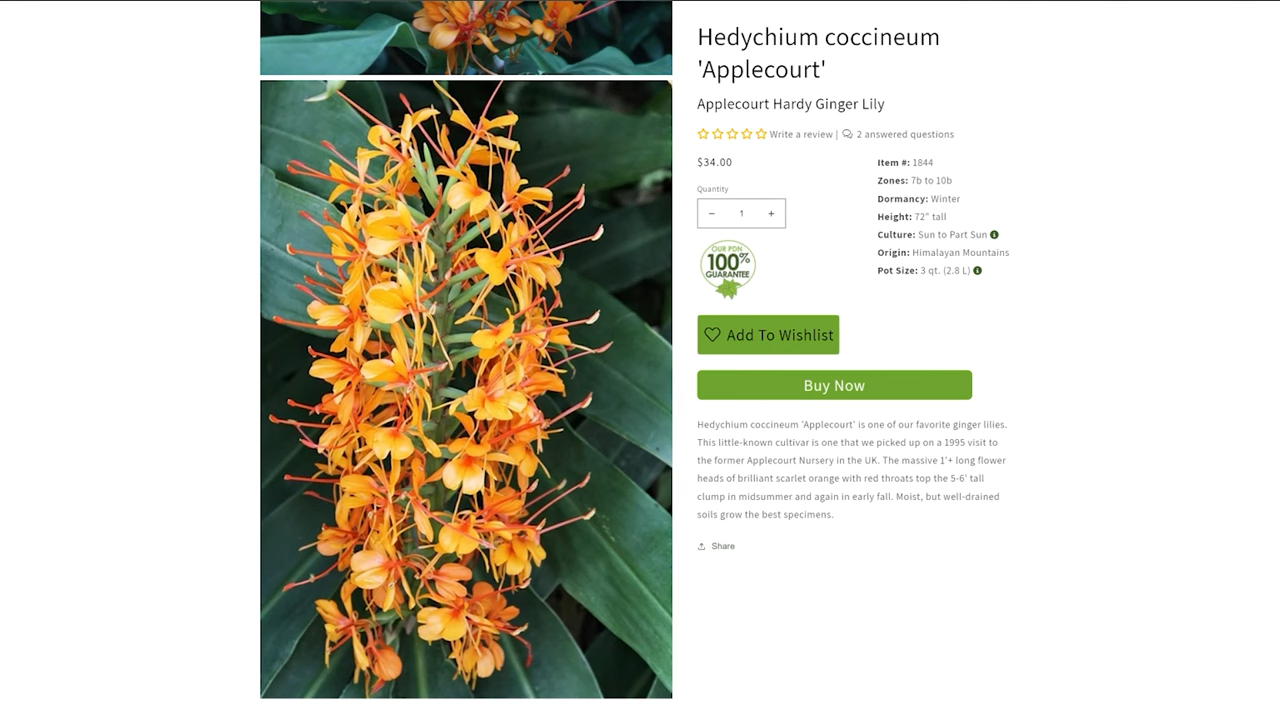 Hedychium coccineum
'Applecourt'
Applecourt Hardy Ginger Lily
Write a review | 2 answered questions
$34.00
Quantity
− 1 +
OUR PDN
100%
GUARANTEE
Item #: 1844
Zones: 7b to 10b
Dormancy: Winter
Height: 72" tall
Culture: Sun to Part Sun
Origin: Himalayan Mountains
Pot Size: 3 qt. (2.8 L)
Add To Wishlist
Buy Now
Hedychium coccineum 'Applecourt' is one of our favorite ginger lilies.
This little-known cultivar is one that we picked up on a 1995 visit to
the former Applecourt Nursery in the UK. The massive 1'+ long flower
heads of brilliant scarlet orange with red throats top the 5-6' tall
clump in midsummer and again in early fall. Moist, but well-drained
soils grow the best specimens.
Share